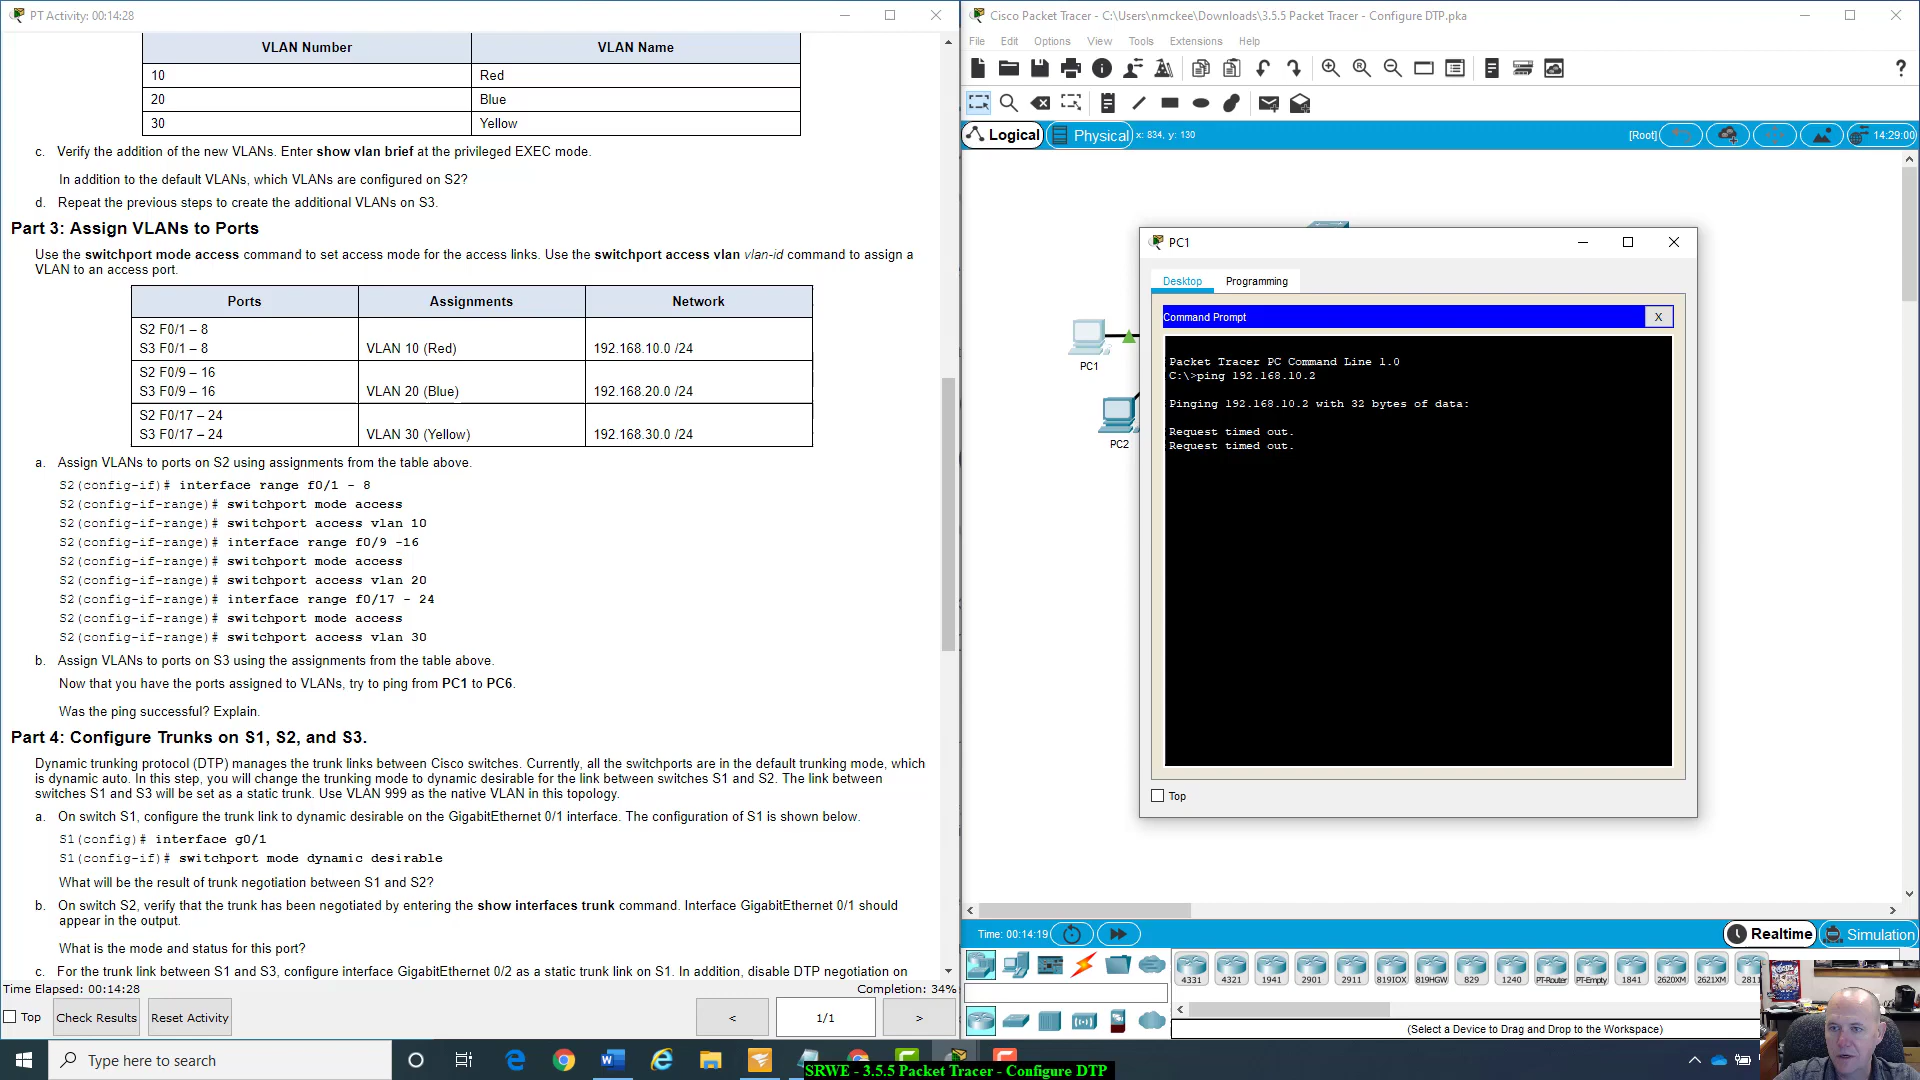 PT Activity: 00:14:28
VLAN Number	VLAN Name
10	Red
20	Blue
30	Yellow
c. Verify the addition of the new VLANs. Enter show vlan brief at the privileged EXEC mode.
In addition to the default VLANs, which VLANs are configured on S2?
d. Repeat the previous steps to create the additional VLANs on S3.
Part 3: Assign VLANs to Ports
Use the switchport mode access command to set access mode for the access links. Use the switchport access vlan vlan-id command to assign a
VLAN to an access port.
Ports	Assignments	Network
S2 F0/1 – 8
S3 F0/1 – 8	VLAN 10 (Red)	192.168.10.0 /24
S2 F0/9 – 16
S3 F0/9 – 16	VLAN 20 (Blue)	192.168.20.0 /24
S2 F0/17 – 24
S3 F0/17 – 24	VLAN 30 (Yellow)	192.168.30.0 /24
a. Assign VLANs to ports on S2 using assignments from the table above.
S2(config-if)# interface range f0/1 - 8
S2(config-if-range)# switchport mode access
S2(config-if-range)# switchport access vlan 10
S2(config-if-range)# interface range f0/9 -16
S2(config-if-range)# switchport mode access
S2(config-if-range)# switchport access vlan 20
S2(config-if-range)# interface range f0/17 - 24
S2(config-if-range)# switchport mode access
S2(config-if-range)# switchport access vlan 30
b. Assign VLANs to ports on S3 using the assignments from the table above.
Now that you have the ports assigned to VLANs, try to ping from PC1 to PC6.
Was the ping successful? Explain.
Part 4: Configure Trunks on S1, S2, and S3.
Dynamic trunking protocol (DTP) manages the trunk links between Cisco switches. Currently, all the switchports are in the default trunking mode, which
is dynamic auto. In this step, you will change the trunking mode to dynamic desirable for the link between switches S1 and S2. The link between
switches S1 and S3 will be set as a static trunk. Use VLAN 999 as the native VLAN in this topology.
a. On switch S1, configure the trunk link to dynamic desirable on the GigabitEthernet 0/1 interface. The configuration of S1 is shown below.
S1(config)# interface g0/1
S1(config-if)# switchport mode dynamic desirable
What will be the result of trunk negotiation between S1 and S2?
b. On switch S2, verify that the trunk has been negotiated by entering the show interfaces trunk command. Interface GigabitEthernet 0/1 should
appear in the output.
What is the mode and status for this port?
c. For the trunk link between S1 and S3, configure interface GigabitEthernet 0/2 as a static trunk link on S1. In addition, disable DTP negotiation on
Time Elapsed: 00:14:28	Completion: 34%
Top	Check Results	Reset Activity	<	1/1	>
Cisco Packet Tracer - C:\Users\nmckee\Downloads\3.5.5 Packet Tracer - Configure DTP.pka
File Edit Options View Tools Extensions Help
?
Logical	Physical	x: 834, y: 130	[Root]	14:29:00
PC1
PC2
PC1
Desktop	Programming
Command Prompt	X
Packet Tracer PC Command Line 1.0
C:\>ping 192.168.10.2
Pinging 192.168.10.2 with 32 bytes of data:
Request timed out.
Request timed out.
Top
Time: 00:14:19	Realtime	Simulation
4331 4321 1941 2901 2911 819IOX 819HGW 829 1240 PT-Router PT-Empty 1841 2620XM 2621XM 2811
(Select a Device to Drag and Drop to the Workspace)
Type here to search
SRWE - 3.5.5 Packet Tracer - Configure DTP